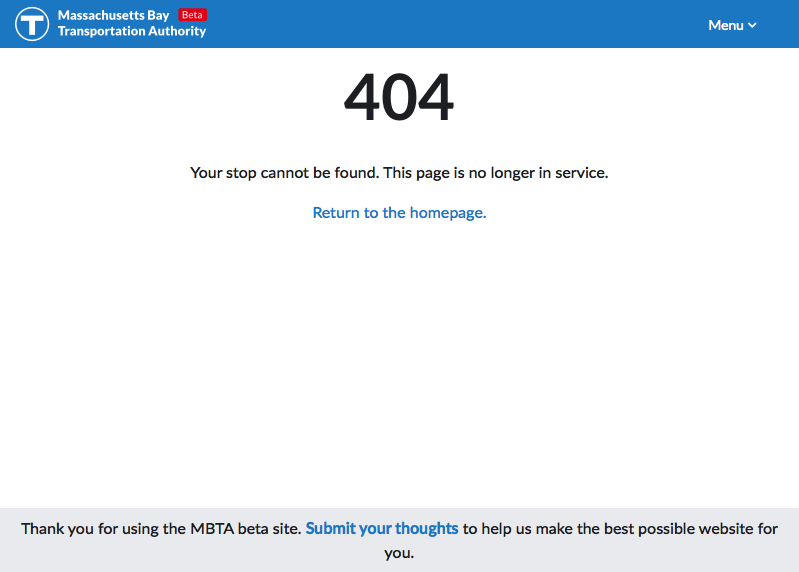 T
Massachusetts Bay Beta
Transportation Authority
Menu
404
Your stop cannot be found. This page is no longer in service.
Return to the homepage.
Thank you for using the MBTA beta site. Submit your thoughts to help us make the best possible website for
you.